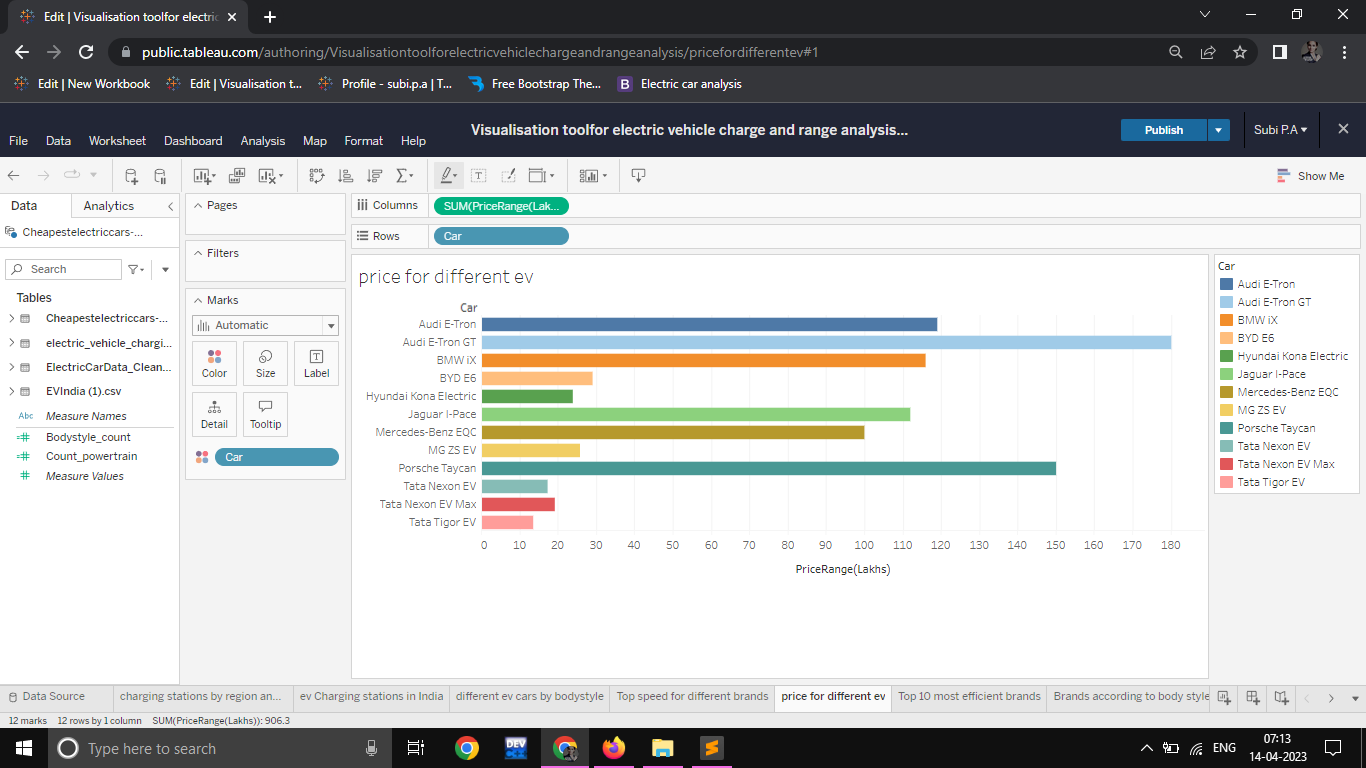 Edit | Visualisation toolfor electric
public.tableau.com/authoring/Visualisationtoolforelectricvehiclechargeandrangeanalysis/pricefordifferentev#1
Edit | New Workbook
Edit | Visualisation t...
Profile - subi.p.a | T...
Free Bootstrap The...
B Electric car analysis
Visualisation toolfor electric vehicle charge and range analysis...
Publish
Subi P.A
File Data Worksheet Dashboard Analysis Map Format Help
Show Me
Data Analytics
Pages
Columns SUM(PriceRange(Lak...
Cheapestelectriccars-...
Rows Car
Filters
Search
Tables
Cheapestelectriccars-...
electric_vehicle_chargi...
ElectricCarData_Clean...
EVIndia (1).csv
Abc Measure Names
Bodystyle_count
Count_powertrain
Measure Values
Marks
Automatic
Color Size Label
Detail Tooltip
Car
price for different ev
Car
Audi E-Tron
Audi E-Tron GT
BMW iX
BYD E6
Hyundai Kona Electric
Jaguar I-Pace
Mercedes-Benz EQC
MG ZS EV
Porsche Taycan
Tata Nexon EV
Tata Nexon EV Max
Tata Tigor EV
0 10 20 30 40 50 60 70 80 90 100 110 120 130 140 150 160 170 180
PriceRange(Lakhs)
Car
Audi E-Tron
Audi E-Tron GT
BMW iX
BYD E6
Hyundai Kona Electric
Jaguar I-Pace
Mercedes-Benz EQC
MG ZS EV
Porsche Taycan
Tata Nexon EV
Tata Nexon EV Max
Tata Tigor EV
Data Source
charging stations by region an...
ev Charging stations in India
different ev cars by bodystyle
Top speed for different brands
price for different ev
Top 10 most efficient brands
Brands according to body style
12 marks 12 rows by 1 column SUM(PriceRange(Lakhs)): 906.3
Type here to search
DEV
ENG
07:13
14-04-2023